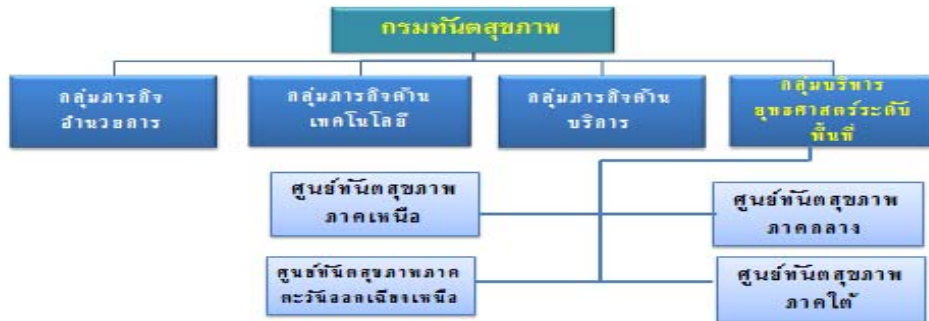 กรมทันตสุขภาพ
กลุ่มภารกิจ
อำนวยการ
กลุ่มภารกิจด้าน
เทคโนโลยี
กลุ่มภารกิจด้าน
บริการ
กลุ่มบริหาร
ยุทธศาสตร์ระดับ
พื้นที่
ศูนย์ทันตสุขภาพ
ภาคเหนือ
ศูนย์ทันตสุขภาพ
ภาคกลาง
ศูนย์ทันตสุขภาพภาค
ตะวันออกเฉียงเหนือ
ศูนย์ทันตสุขภาพ
ภาคใต้